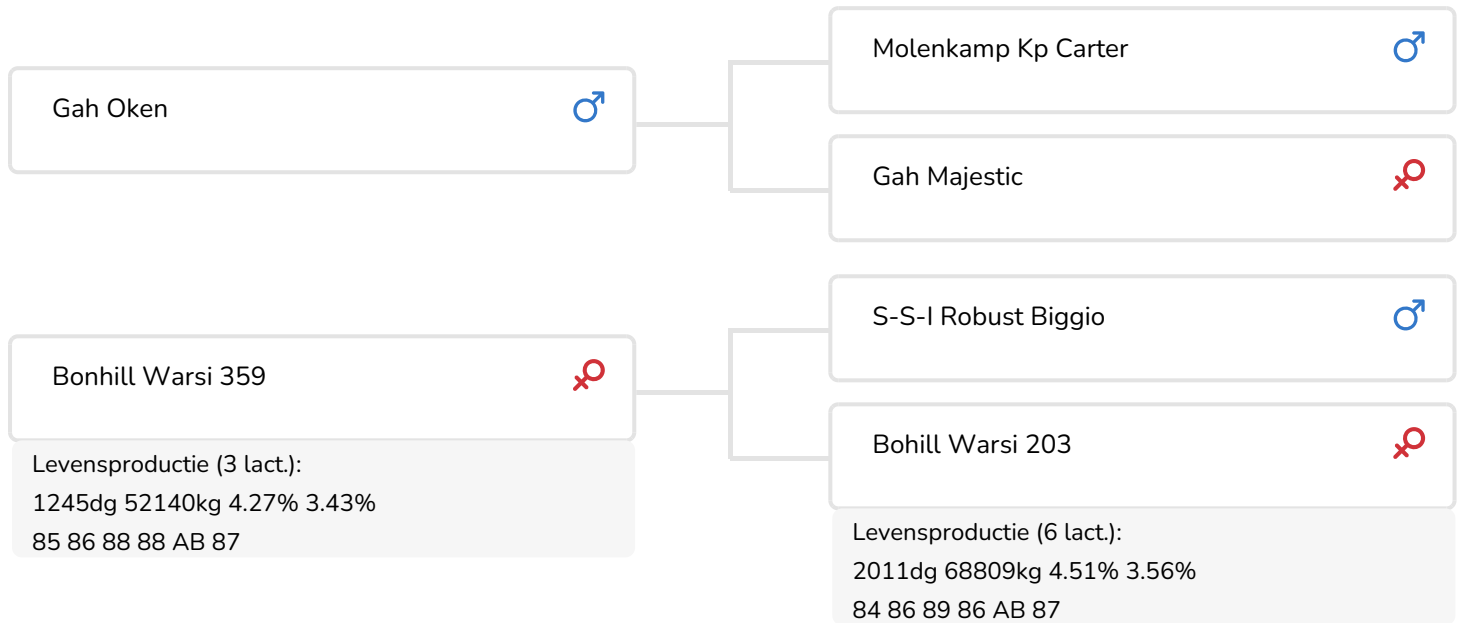 Molenkamp Kp Carter
Gah Oken
Gah Majestic
S-S-I Robust Biggio
Bonhill Warsi 359
Levensproductie (3 lact.):
1245dg 52140kg 4.27% 3.43%
85 86 88 88 AB 87
Bohill Warsi 203
Levensproductie (6 lact.):
2011dg 68809kg 4.51% 3.56%
84 86 89 86 AB 87